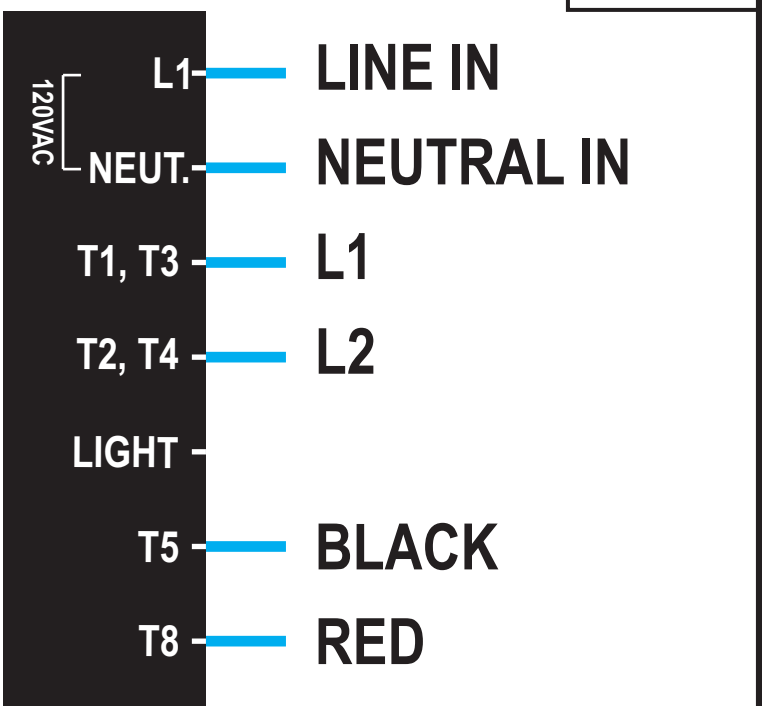 120VAC
L1 LINE IN
NEUT. NEUTRAL IN
T1, T3 L1
T2, T4 L2
LIGHT
T5 BLACK
T8 RED